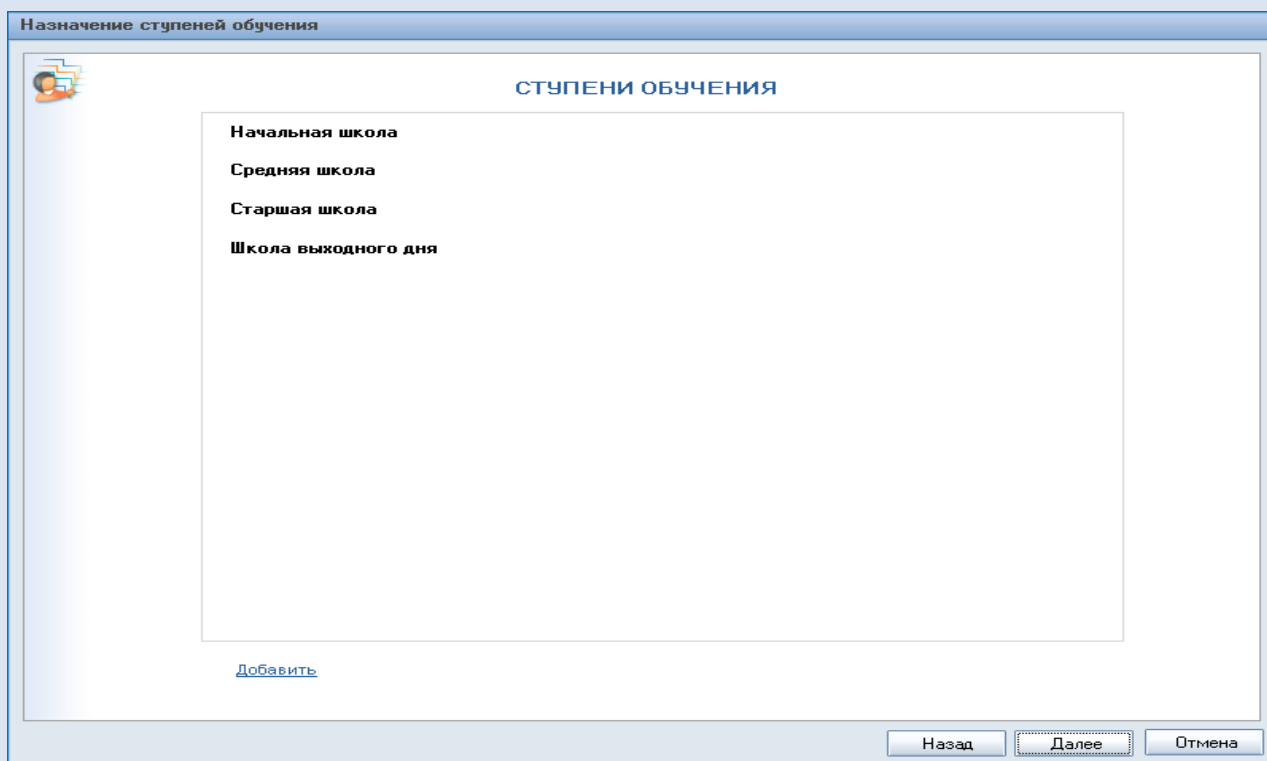 Назначение ступеней обучения
СТУПЕНИ ОБУЧЕНИЯ
Начальная школа
Средняя школа
Старшая школа
Школа выходного дня
Добавить
Назад Далее Отмена